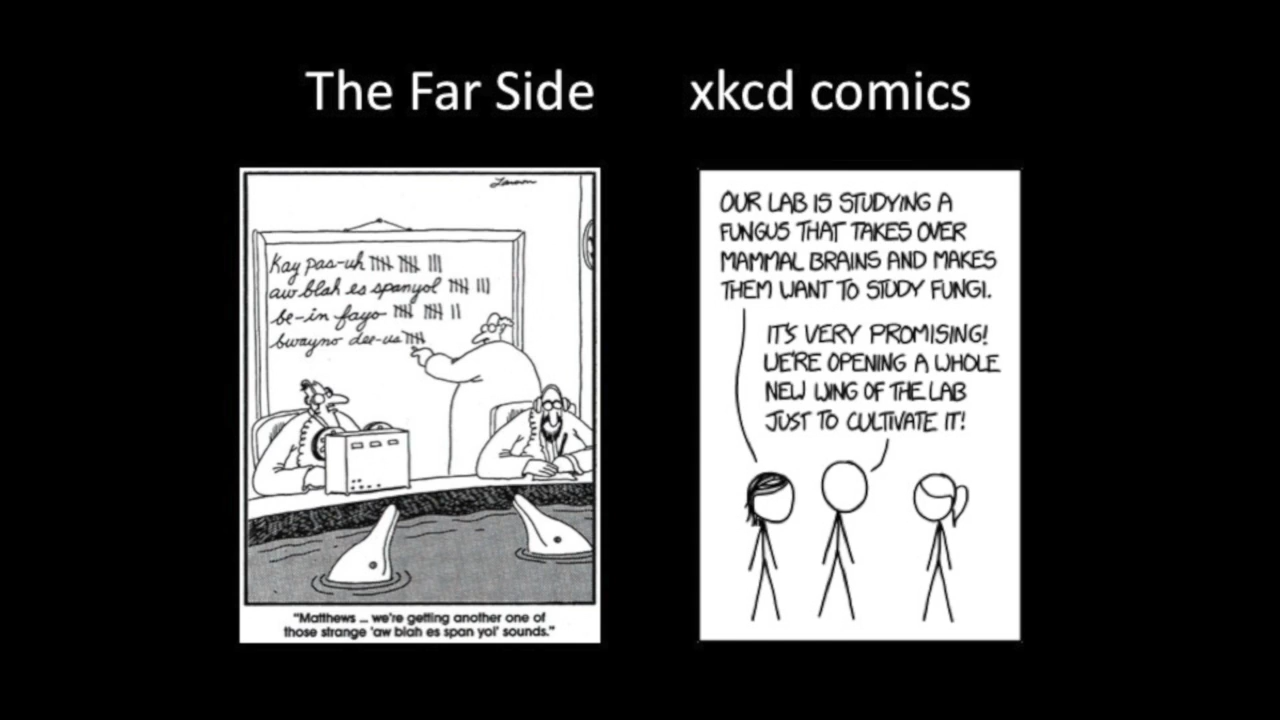 The Far Side
xkcd comics
Larson
Kay pas-uh
aw blah es spanyol
be-in fayo
bwayno dee-us
"Matthews ... we're getting another one of
those strange 'aw blah es span yol' sounds."
OUR LAB IS STUDYING A
FUNGUS THAT TAKES OVER
MAMMAL BRAINS AND MAKES
THEM WANT TO STUDY FUNGI.
IT'S VERY PROMISING!
WE'RE OPENING A WHOLE
NEW WING OF THE LAB
JUST TO CULTIVATE IT!